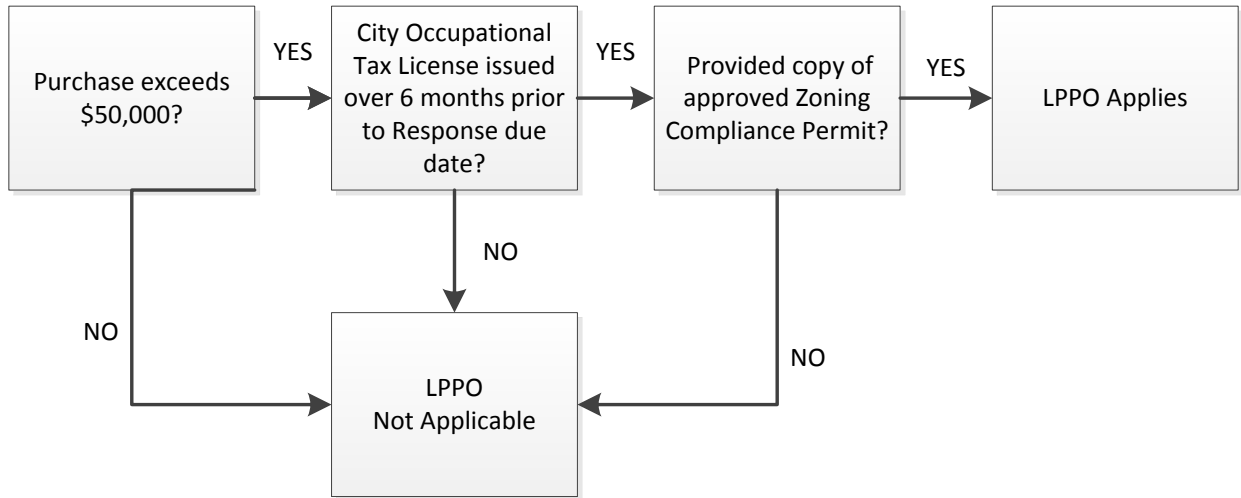 Purchase exceeds
$50,000?
YES
City Occupational
Tax License issued
over 6 months prior
to Response due
date?
YES
Provided copy of
approved Zoning
Compliance Permit?
YES
LPPO Applies
NO
NO
NO
LPPO
Not Applicable